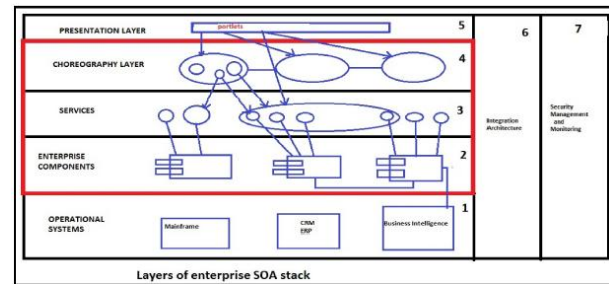 portlets
PRESENTATION LAYER
5
6
7
CHOREOGRAPHY LAYER
4
SERVICES
3
Integration
Architecture
Security
Management
and
Monitoring
ENTERPRISE
COMPONENTS
2
1
OPERATIONAL
SYSTEMS
Mainframe
CRM
ERP
Business Intelligence
Layers of enterprise SOA stack